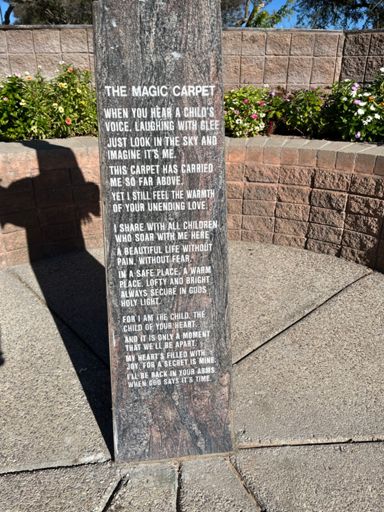 THE MAGIC CARPET
WHEN YOU HEAR A CHILD'S
VOICE, LAUGHING WITH GLEE
JUST LOOK IN THE SKY AND
IMAGINE IT'S ME.
THIS CARPET HAS CARRIED
ME SO FAR ABOVE.
YET I STILL FEEL THE WARMTH
OF YOUR UNENDING LOVE.
I SHARE WITH ALL CHILDREN
WHO SOAR WITH ME HERE
A BEAUTIFUL LIFE WITHOUT
PAIN, WITHOUT FEAR.
IN A SAFE PLACE, A WARM
PLACE, LOFTY AND BRIGHT
ALWAYS SECURE IN GODS
HOLY LIGHT.
FOR I AM THE CHILD, THE
CHILD OF YOUR HEART.
AND IT IS ONLY A MOMENT
THAT WE'LL BE APART.
MY HEART'S FILLED WITH
JOY, FOR A SECRET IS MINE.
I'LL BE BACK IN YOUR ARMS
WHEN GOD SAYS IT'S TIME.